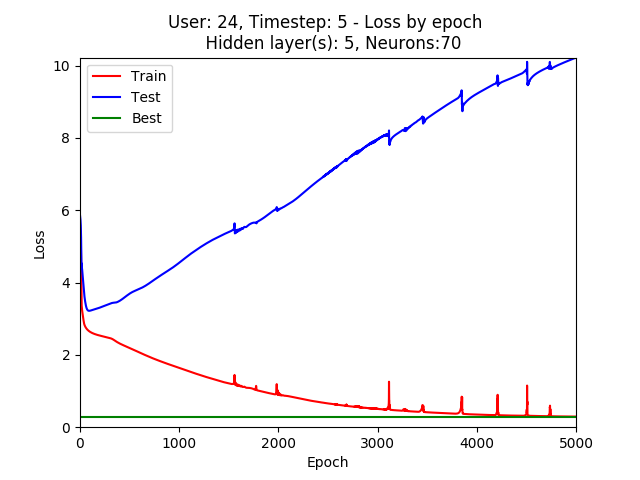 User: 24, Timestep: 5 - Loss by epoch
Hidden layer(s): 5, Neurons:70
Train
Test
Best
10
8
6
4
2
0
Loss
0 1000 2000 3000 4000 5000
Epoch